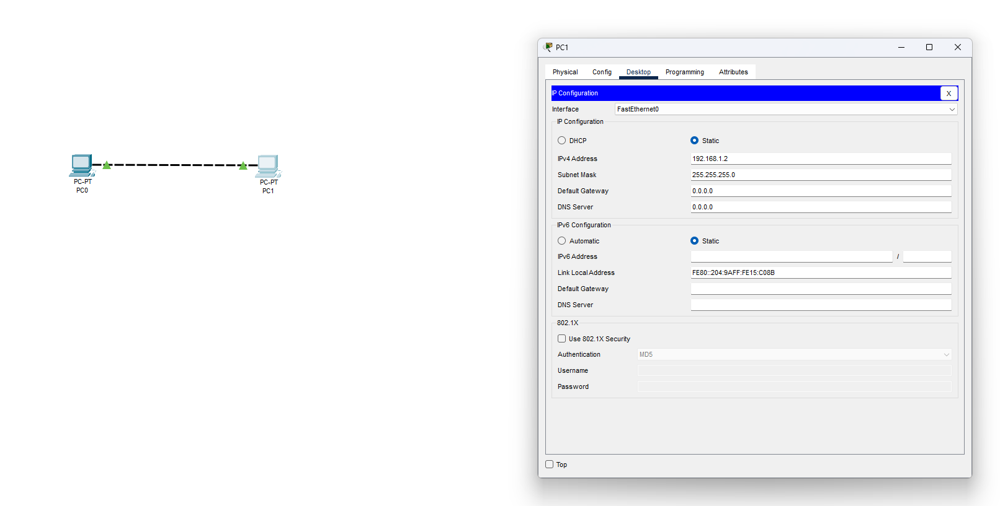 PC-PT
PC0
PC-PT
PC1
PC1
Physical Config Desktop Programming Attributes
IP Configuration X
Interface FastEthernet0
IP Configuration
DHCP Static
IPv4 Address 192.168.1.2
Subnet Mask 255.255.255.0
Default Gateway 0.0.0.0
DNS Server 0.0.0.0
IPv6 Configuration
Automatic Static
IPv6 Address /
Link Local Address FE80::204:9AFF:FE15:C08B
Default Gateway
DNS Server
802.1X
Use 802.1X Security
Authentication MD5
Username
Password
Top